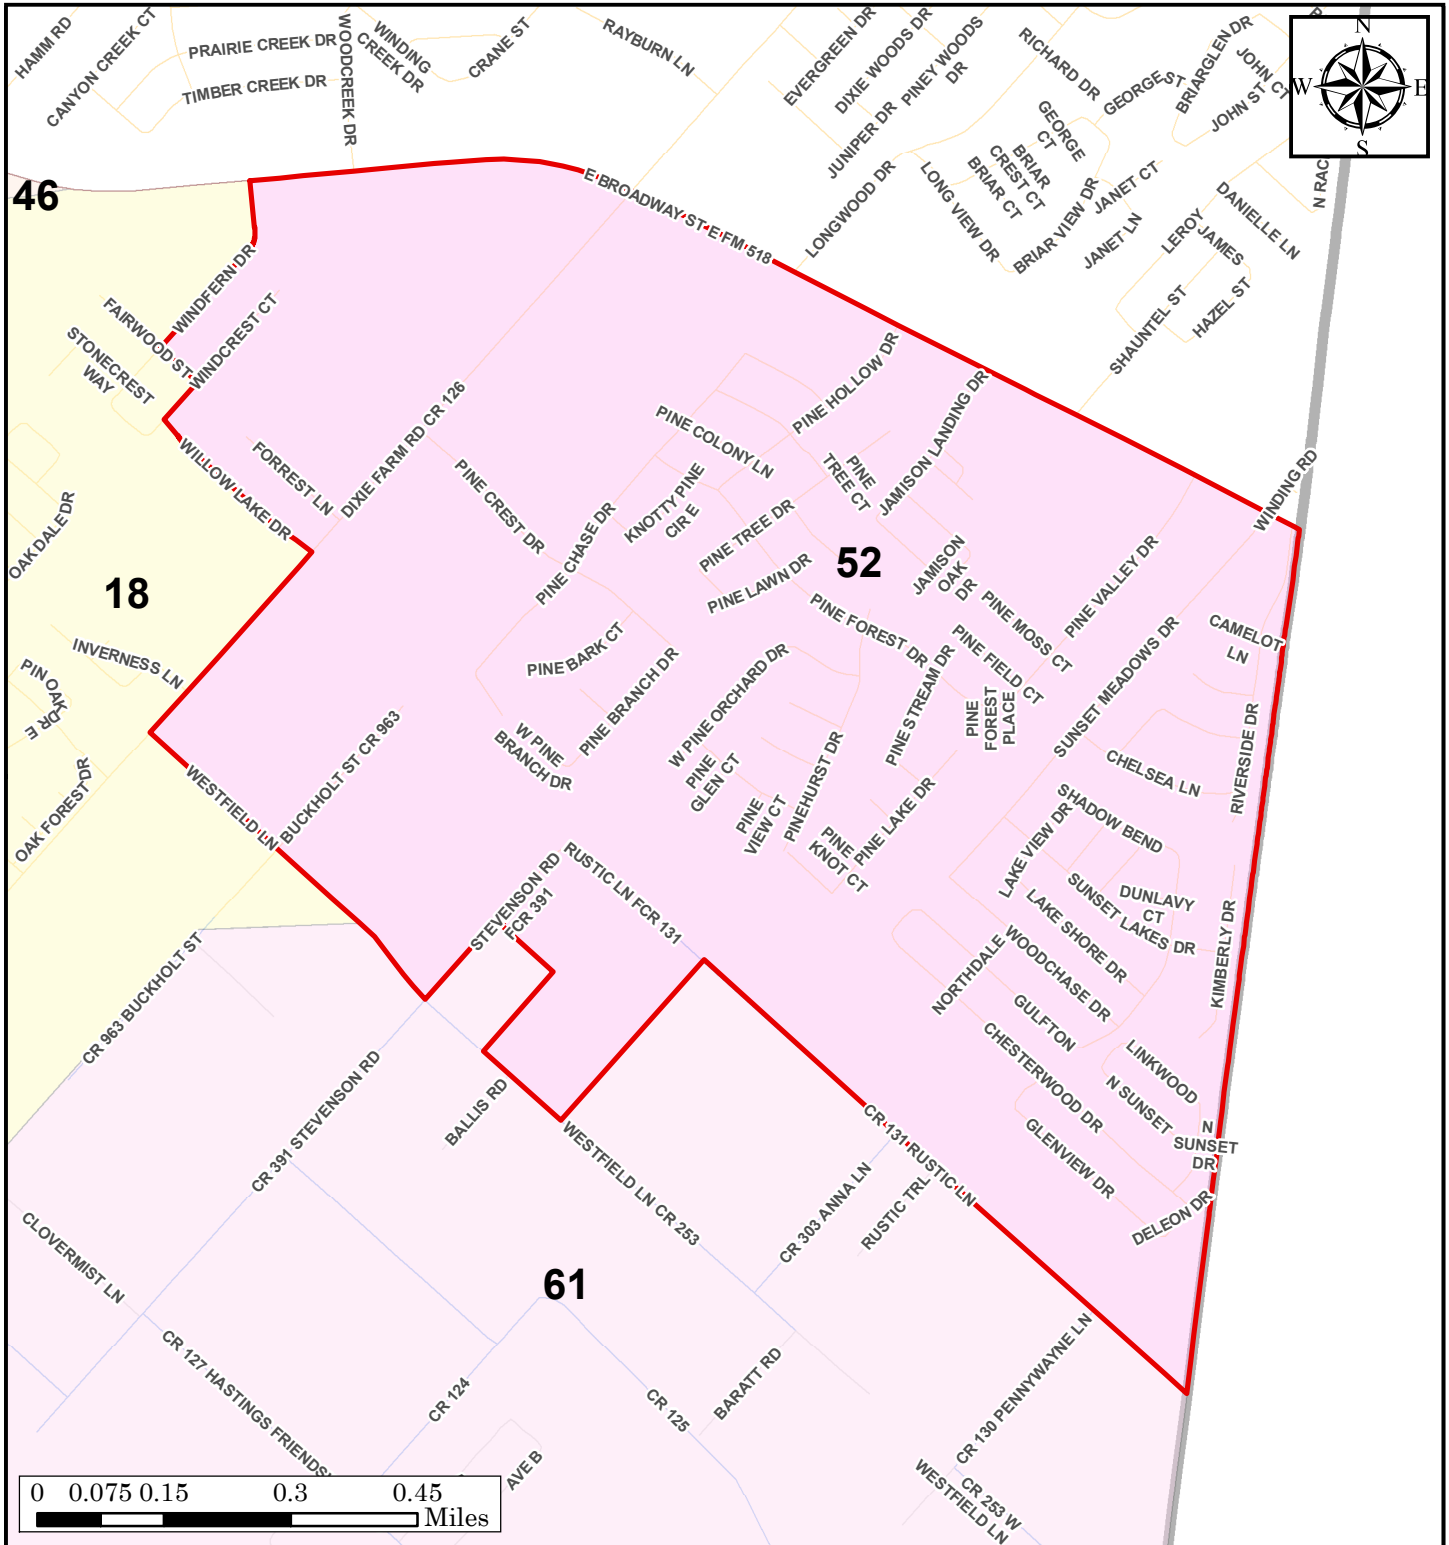 HAMM RD
CANYON CREEK CT
PRAIRIE CREEK DR
TIMBER CREEK DR
WOODCREEK DR
WINDING
CREEK DR
CRANE ST
RAYBURN LN
EVERGREEN DR
DIXIE WOODS DR
PINEY WOODS
DR
JUNIPER DR
LONGWOOD DR
RICHARD DR
GEORGE ST
GEORGE
CT
BRIARGLEN DR
JOHN CT
JOHN ST
BRIAR
CREST CT
BRIAR CT
LONG VIEW DR
BRIAR VIEW DR
JANET CT
JANET LN
LEROY
JAMES
DANIELLE LN
HAZEL ST
SHAUNTEL ST
N RAC
N
W
E
S
46
E BROADWAY ST E FM 518
WINDFERN DR
FAIRWOOD ST
WINDCREST CT
STONECREST
WAY
WILLOW LAKE DR
FORREST LN
DIXIE FARM RD CR 126
PINE CREST DR
PINE CHASE DR
PINE COLONY LN
KNOTTY PINE
CIR E
PINE HOLLOW DR
PINE
TREE CT
JAMISON LANDING DR
PINE TREE DR
PINE LAWN DR
52
WINDING RD
OAK DALE DR
18
INVERNESS LN
PIN OAK
DR E
OAK FOREST DR
JAMISON
OAK
DR
PINE MOSS CT
PINE VALLEY DR
PINE FOREST DR
PINE FIELD CT
PINE STREAM DR
PINE
FOREST
PLACE
SUNSET MEADOWS DR
CAMELOT
LN
RIVERSIDE DR
CHELSEA LN
PINE BARK CT
PINE BRANCH DR
W PINE
BRANCH DR
W PINE ORCHARD DR
PINE
GLEN CT
PINE
VIEW CT
PINEHURST DR
PINE
KNOT CT
PINE LAKE DR
SHADOW BEND
LAKE VIEW DR
SUNSET LAKES DR
DUNLAVY
CT
LAKE SHORE DR
KIMBERLY DR
WESTFIELD LN
BUCKHOLT ST CR 963
STEVENSON RD
FCR 391
RUSTIC LN FCR 131
NORTHDALE
WOODCHASE DR
GULFTON
CHESTERWOOD DR
LINKWOOD
N SUNSET
N
SUNSET
DR
GLENVIEW DR
DELEON DR
CR 963 BUCKHOLT ST
CR 391 STEVENSON RD
BALLIS RD
WESTFIELD LN CR 253
CR 131 RUSTIC LN
CR 303 ANNA LN
RUSTIC TRL
61
CLOVERMIST LN
CR 127 HASTINGS FRIENDS
CR 124
CR 125
BARATT RD
AVE B
CR 130 PENNYWAYNE LN
CR 253 W
WESTFIELD LN
0 0.075 0.15 0.3 0.45
Miles